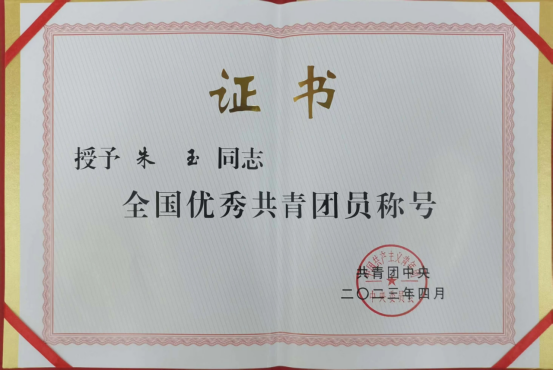 证书
授予 朱 玉 同志
全国优秀共青团员称号
共青团中央
二〇二三年四月